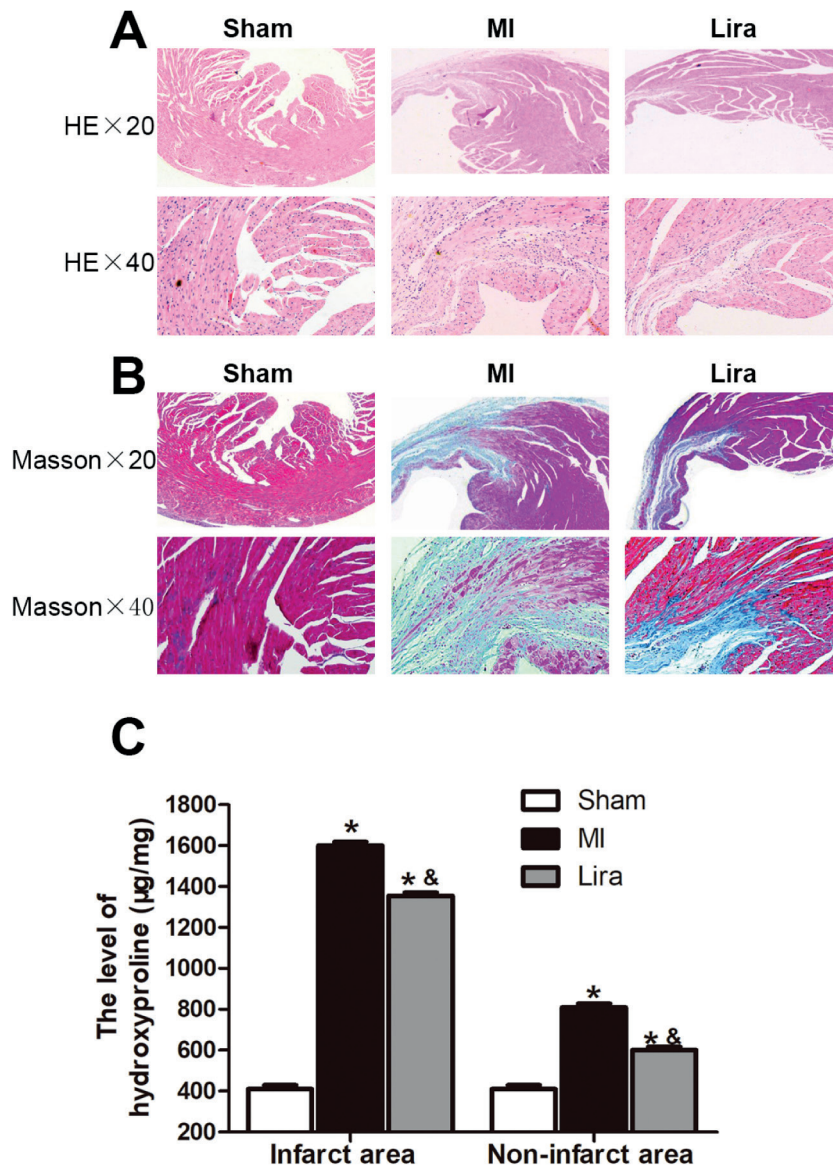 A
Sham MI Lira
HE×20
HE×40
B
Sham MI Lira
Masson×20
Masson×40
C
The level of
hydroxyproline (µg/mg)
1800
1600
1400
1200
1000
800
600
400
200
Sham
MI
Lira
*
* &
*
* &
Infarct area Non-infarct area